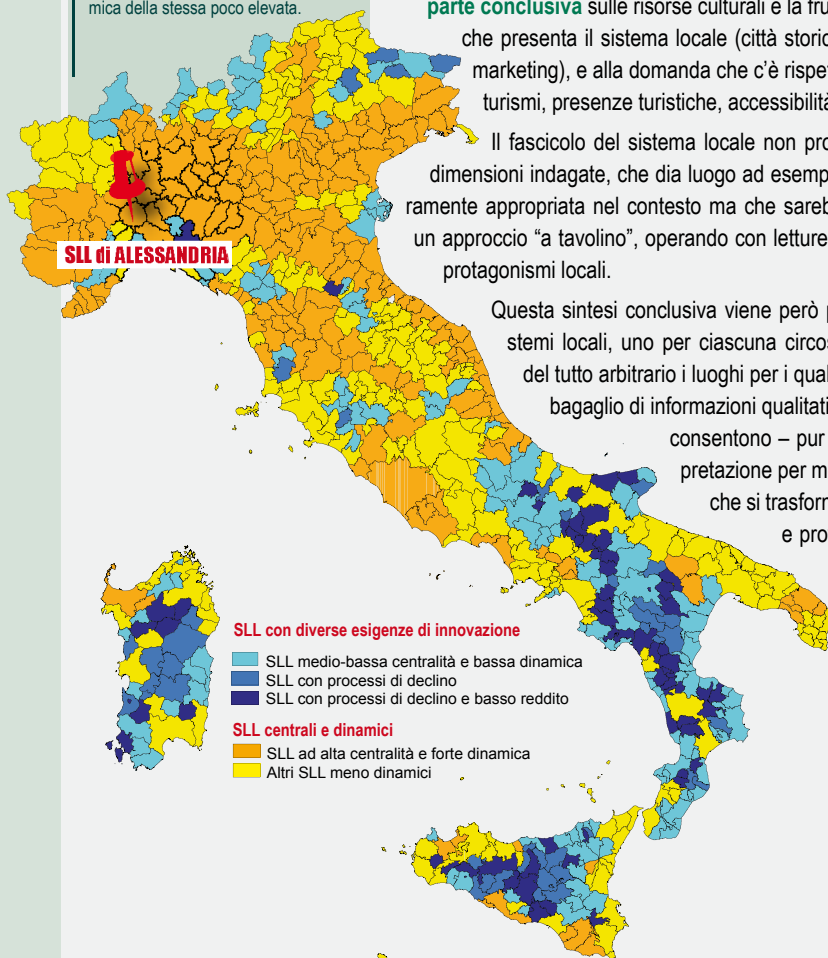 mica della stessa poco elevata.
parte conclusiva sulle risorse culturali e la fru
che presenta il sistema locale (città storic
marketing), e alla domanda che c'è rispe
turismi, presenze turistiche, accessibilità
Il fascicolo del sistema locale non pro
dimensioni indagate, che dia luogo ad esemp
ramente appropriata nel contesto ma che sareb
un approccio “a tavolino”, operando con letture
protagonismi locali.
Questa sintesi conclusiva viene però p
stemi locali, uno per ciascuna circos
del tutto arbitrario i luoghi per i qual
bagaglio di informazioni qualitati
consentono – pur
pretazione per m
che si trasforn
e pro
SLL di ALESSANDRIA
SLL con diverse esigenze di innovazione
SLL medio-bassa centralità e bassa dinamica
SLL con processi di declino
SLL con processi di declino e basso reddito
SLL centrali e dinamici
SLL ad alta centralità e forte dinamica
Altri SLL meno dinamici